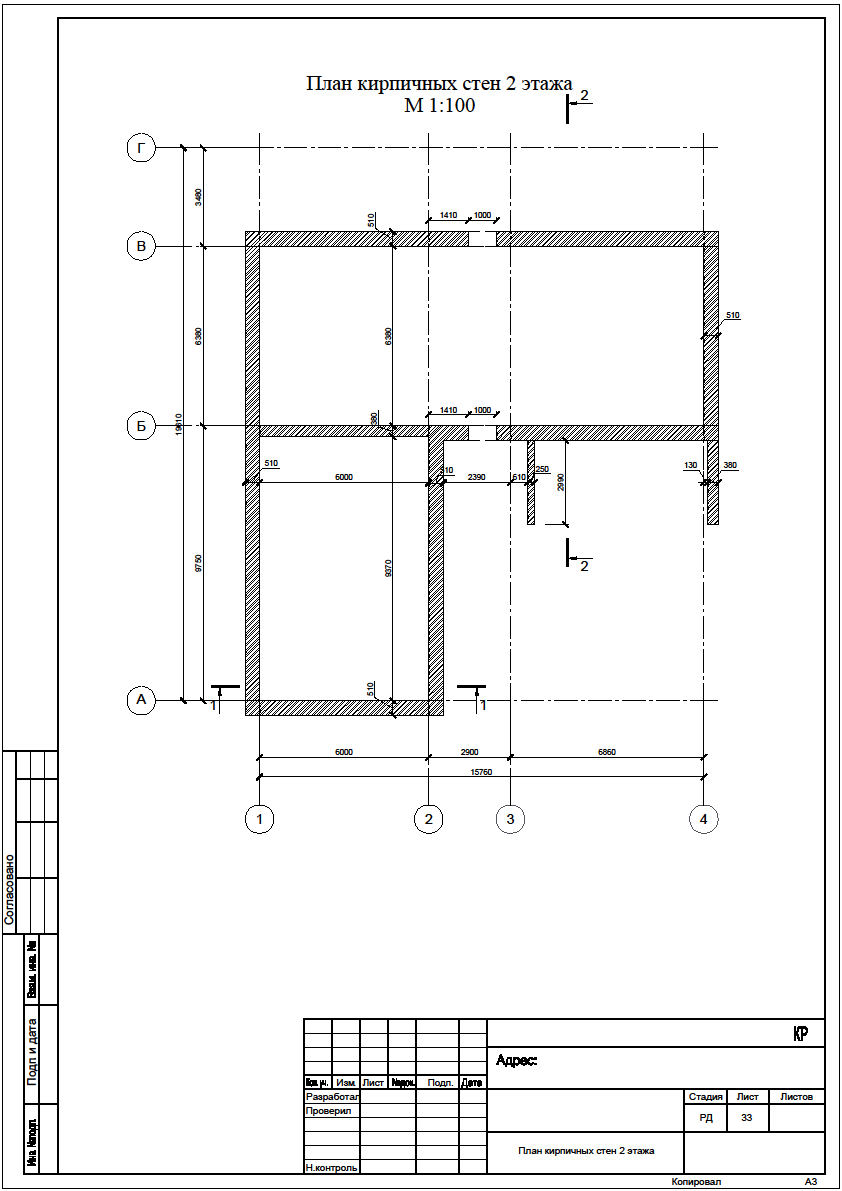 План кирпичных стен 2 этажа
М 1:100
2
Г
3480
510
1410
1000
В
510
6380
6380
19610
380
1410
1000
Б
510
6000
510
2390
610
250
2990
130
380
2
9750
9370
510
А
1
1
6000
2900
6860
15760
1
2
3
4
Согласовано
Взам. инв. №
Подп и дата
Инв. №подл.
КР
Адрес:
Кол. уч. Изм. Лист №док. Подп. Дата
Разработал
Проверил
Н.контроль
Стадия Лист Листов
РД 33
План кирпичных стен 2 этажа
Копировал А3